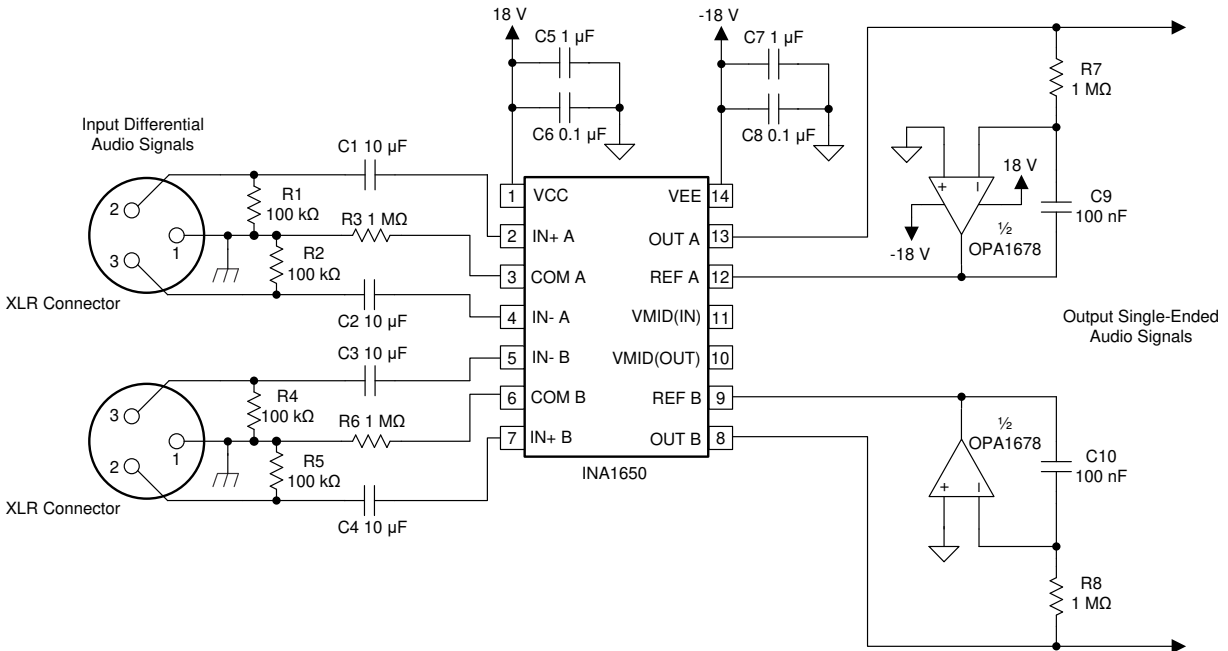 18 V
C5 1 µF
C6 0.1 µF
-18 V
C7 1 µF
C8 0.1 µF
R7
1 MΩ
Input Differential
Audio Signals
C1 10 µF
2
1
3
R1
100 kΩ
R3 1 MΩ
R2
100 kΩ
C2 10 µF
XLR Connector
1
VCC
2
IN+ A
3
COM A
4
IN- A
5
IN- B
6
COM B
7
IN+ B
VEE
14
OUT A
13
REF A
12
VMID(IN)
11
VMID(OUT)
10
REF B
9
OUT B
8
INA1650
+
–
18 V
-18 V
½
OPA1678
C9
100 nF
Output Single-Ended
Audio Signals
C3 10 µF
3
1
2
R4
100 kΩ
R6 1 MΩ
R5
100 kΩ
C4 10 µF
XLR Connector
½
OPA1678
+
–
C10
100 nF
R8
1 MΩ